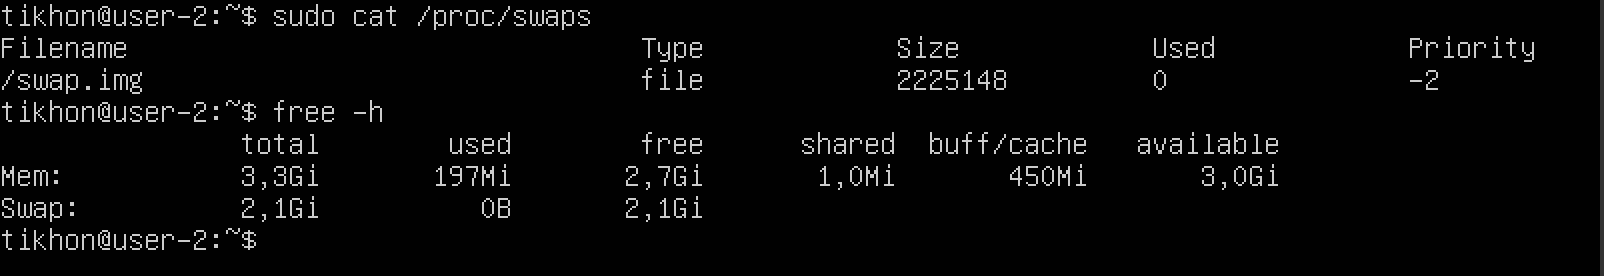 tikhon@user-2:~$ sudo cat /proc/swaps
Filename Type Size Used Priority
/swap.img file 2225148 0 -2
tikhon@user-2:~$ free -h
total used free shared buff/cache available
Mem: 3,3Gi 197Mi 2,7Gi 1,0Mi 450Mi 3,0Gi
Swap: 2,1Gi 0B 2,1Gi
tikhon@user-2:~$